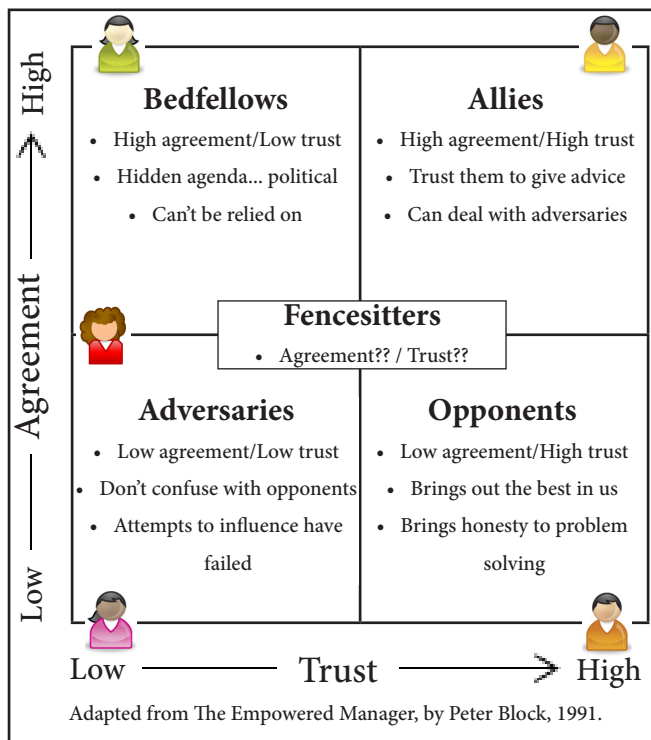 High
Agreement
Low
Bedfellows
• High agreement/Low trust
• Hidden agenda... political
• Can't be relied on
Allies
• High agreement/High trust
• Trust them to give advice
• Can deal with adversaries
Fencesitters
• Agreement?? / Trust??
Adversaries
• Low agreement/Low trust
• Don't confuse with opponents
• Attempts to influence have
failed
Opponents
• Low agreement/High trust
• Brings out the best in us
• Brings honesty to problem
solving
Low
Trust
High
Adapted from The Empowered Manager, by Peter Block, 1991.